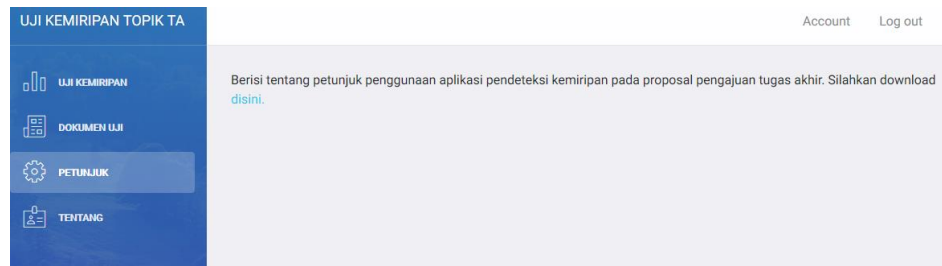 UJI KEMIRIPAN TOPIK TA
Account Log out
UJI KEMIRIPAN
DOKUMEN UJI
PETUNJUK
TENTANG
Berisi tentang petunjuk penggunaan aplikasi pendeteksi kemiripan pada proposal pengajuan tugas akhir. Silahkan download
disini.